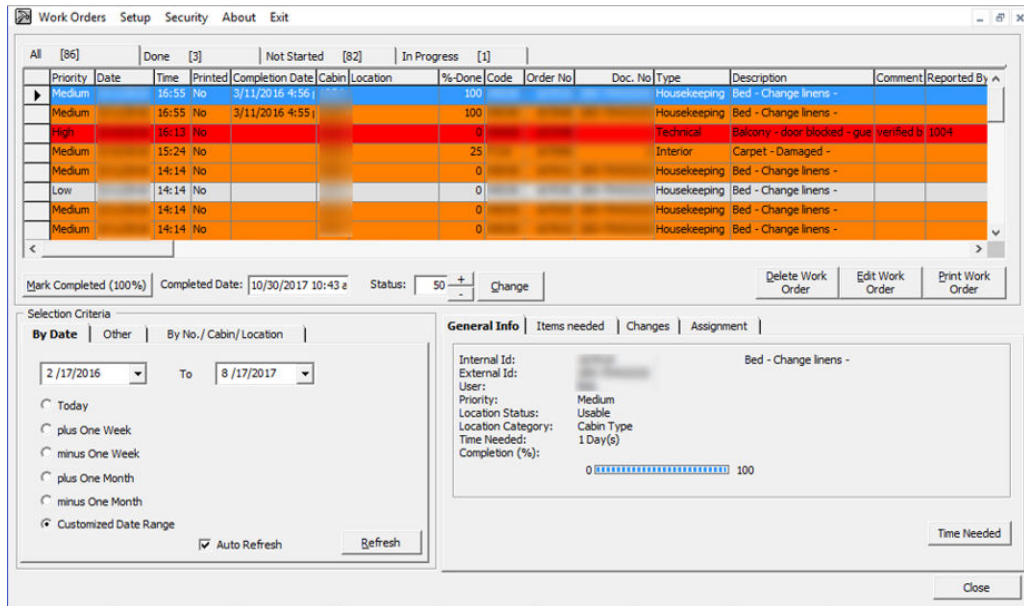 Work Orders Setup Security About Exit
All [86] Done [3] Not Started [82] In Progress [1]
Priority Date Time Printed Completion Date Cabin Location %-Done Code Order No Doc. No Type Description Comment Reported By
Medium 16:55 No 3/11/2016 4:56 p 100 Housekeeping Bed - Change linens -
Medium 16:55 No 3/11/2016 4:55 p 100 Housekeeping Bed - Change linens -
High 16:13 No 0 Technical Balcony - door blocked - gue verified b 1004
Medium 15:24 No 25 Interior Carpet - Damaged -
Medium 14:14 No 0 Housekeeping Bed - Change linens -
Low 14:14 No 0 Housekeeping Bed - Change linens -
Medium 14:14 No 0 Housekeeping Bed - Change linens -
Medium 14:14 No 0 Housekeeping Bed - Change linens -
Mark Completed (100%) Completed Date: 10/30/2017 10:43 a Status: 50 + - Change Delete Work Order Edit Work Order Print Work Order
Selection Criteria
By Date Other By No./ Cabin/ Location
2 /17/2016 To 8 /17/2017
Today
plus One Week
minus One Week
plus One Month
minus One Month
Customized Date Range
Auto Refresh Refresh
General Info Items needed Changes Assignment
Internal Id: Bed - Change linens -
External Id:
User:
Priority: Medium
Location Status: Usable
Location Category: Cabin Type
Time Needed: 1 Day(s)
Completion (%):
0 100
Time Needed
Close